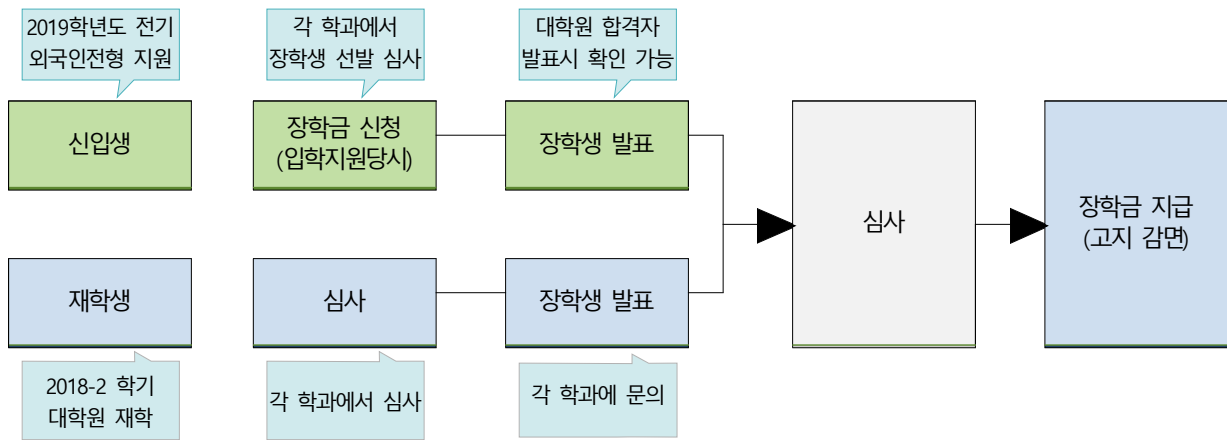 2019학년도 전기
외국인전형 지원
각 학과에서
장학생 선발 심사
대학원 합격자
발표시 확인 가능
신입생
장학금 신청
(입학지원당시)
장학생 발표
심사
장학금 지급
(고지 감면)
재학생
심사
장학생 발표
2018-2 학기
대학원 재학
각 학과에서 심사
각 학과에 문의